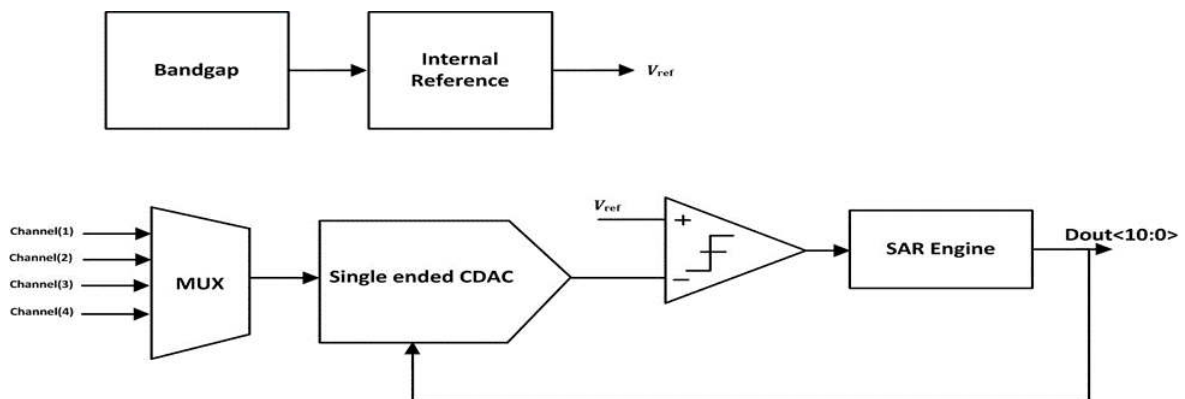 Bandgap
Internal
Reference
Vref
Channel(1)
Channel(2)
Channel(3)
Channel(4)
MUX
Single ended CDAC
Vref
+
−
SAR Engine
Dout<10:0>